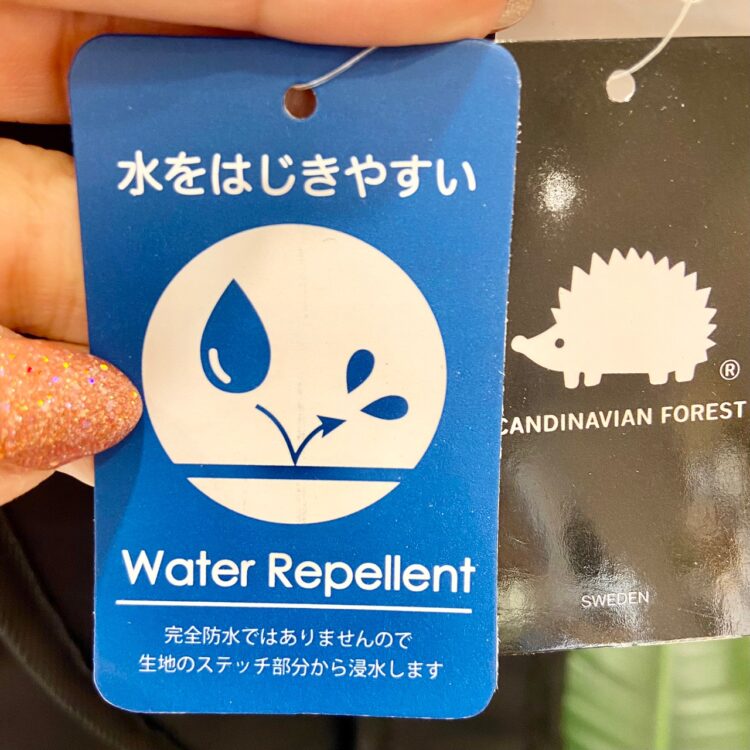 水をはじきやすい
Water Repellent
完全防水ではありませんので
生地のステッチ部分から浸水します
®
CANDINAVIAN FOREST
SWEDEN